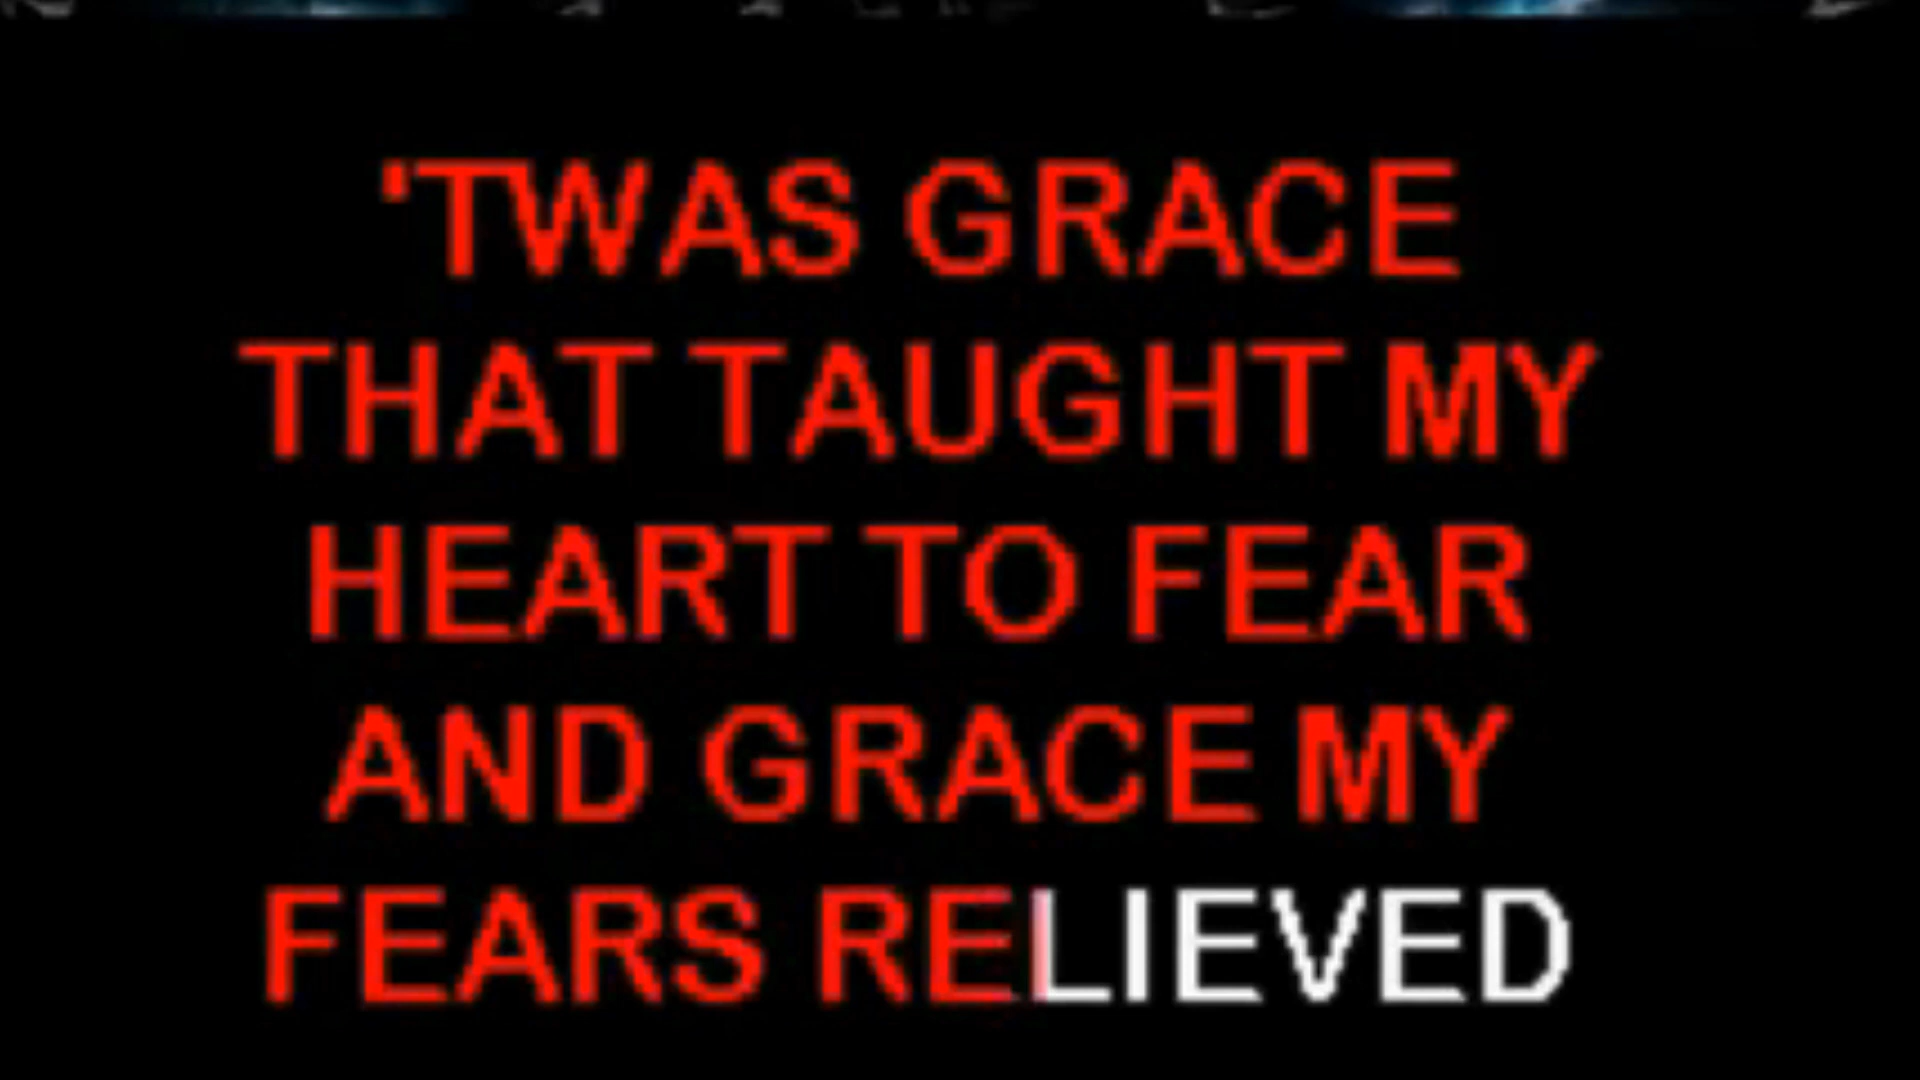 'TWAS GRACE
THAT TAUGHT MY
HEART TO FEAR
AND GRACE MY
FEARS RELIEVED